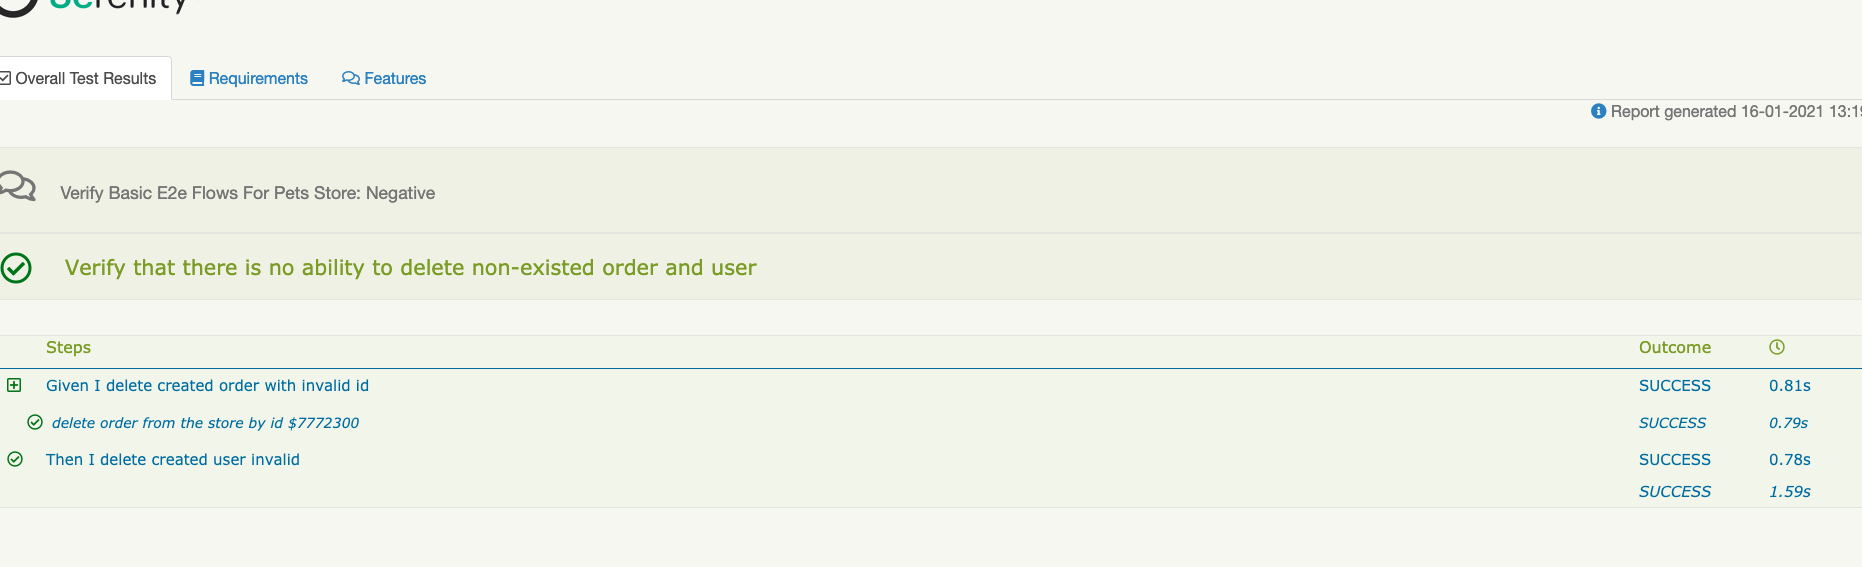 Serenity
Overall Test Results Requirements Features
Report generated 16-01-2021 13:19
Verify Basic E2e Flows For Pets Store: Negative
Verify that there is no ability to delete non-existed order and user
Steps Outcome
Given I delete created order with invalid id SUCCESS 0.81s
delete order from the store by id $7772300 SUCCESS 0.79s
Then I delete created user invalid SUCCESS 0.78s
SUCCESS 1.59s